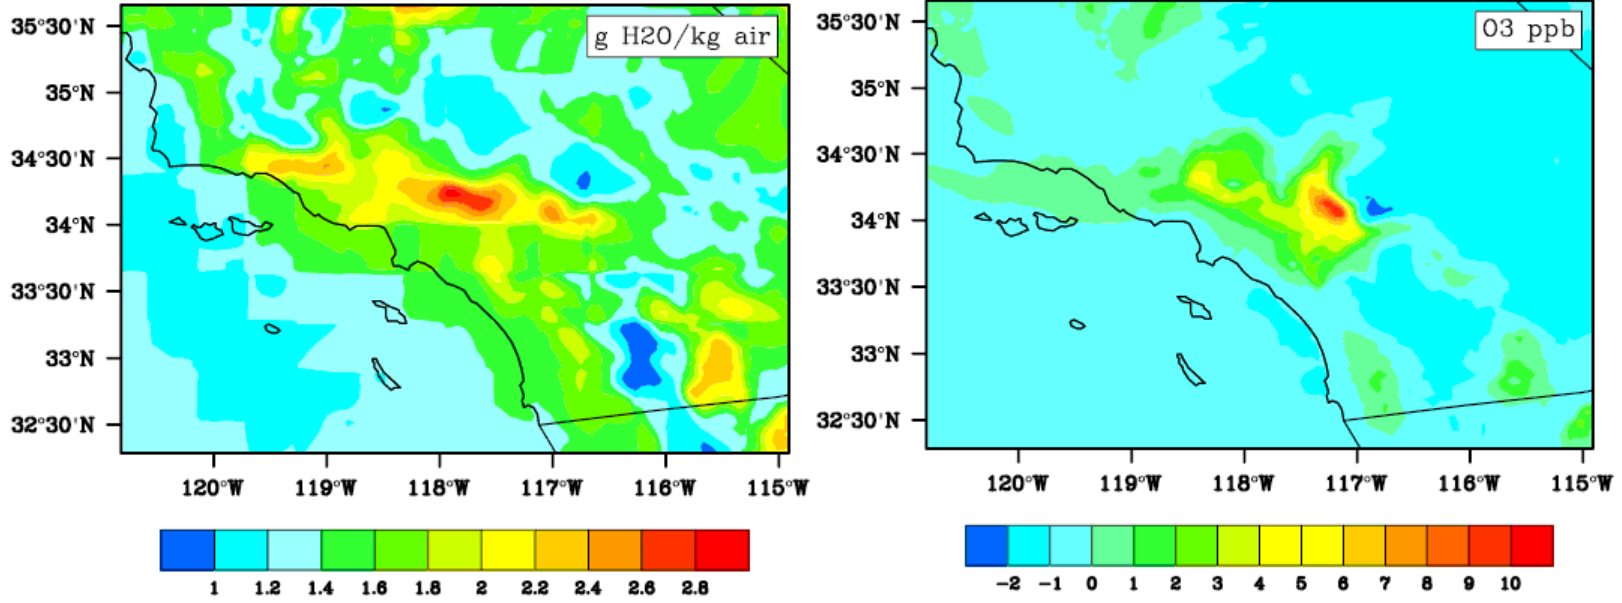 g H2O/kg air
35°30'N
35°N
34°30'N
34°N
33°30'N
33°N
32°30'N
120°W 119°W 118°W 117°W 116°W 115°W
1 1.2 1.4 1.6 1.8 2 2.2 2.4 2.6 2.8
O3 ppb
35°30'N
35°N
34°30'N
34°N
33°30'N
33°N
32°30'N
120°W 119°W 118°W 117°W 116°W 115°W
−2 −1 0 1 2 3 4 5 6 7 8 9 10